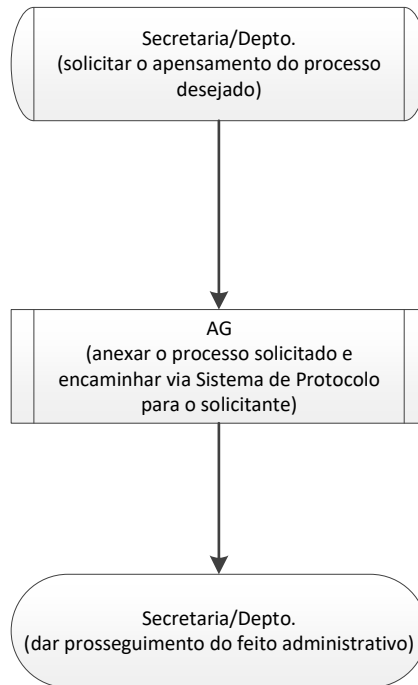 Secretaria/Depto.
(solicitar o apensamento do processo
desejado)
AG
(anexar o processo solicitado e
encaminhar via Sistema de Protocolo
para o solicitante)
Secretaria/Depto.
(dar prosseguimento do feito administrativo)